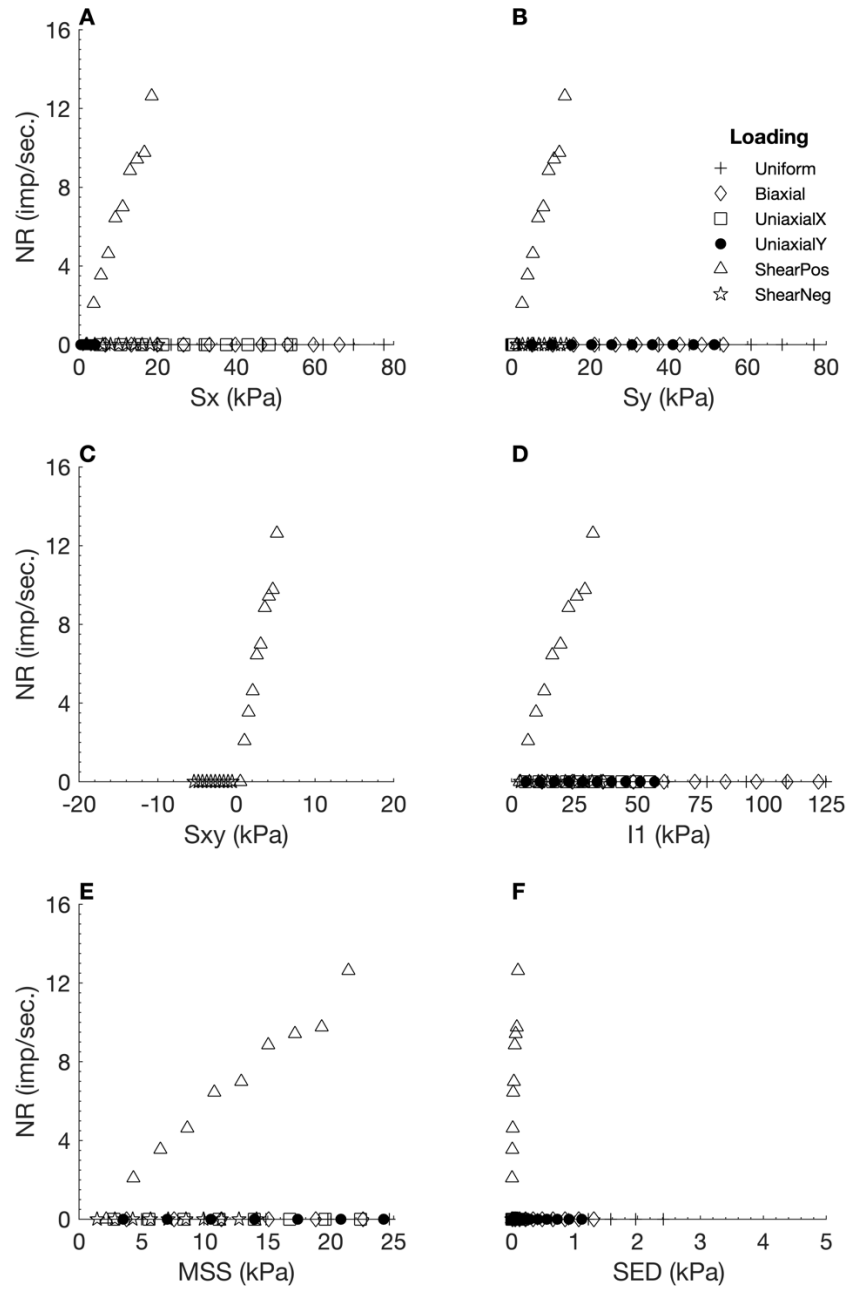 A
B
16
12
8
4
0
NR (imp/sec.)
0
20
40
60
80
Sx (kPa)
0
20
40
60
80
Sy (kPa)
Loading
Uniform
Biaxial
UniaxialX
UniaxialY
ShearPos
ShearNeg
C
D
16
12
8
4
0
NR (imp/sec.)
-20
-10
0
10
20
Sxy (kPa)
0
25
50
75
100
125
I1 (kPa)
E
F
16
12
8
4
0
NR (imp/sec.)
0
5
10
15
20
25
MSS (kPa)
0
1
2
3
4
5
SED (kPa)